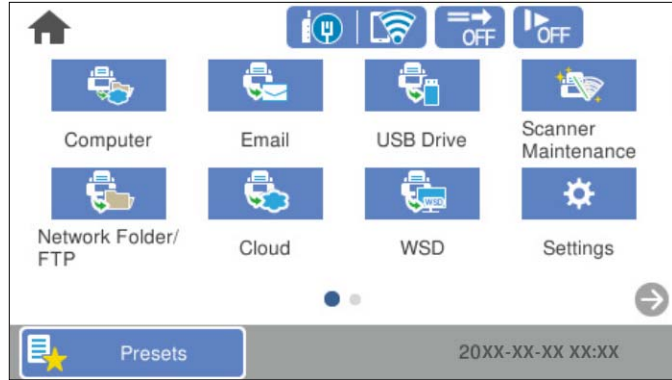 OFF
OFF
Computer
Email
USB Drive
Scanner
Maintenance
Network Folder/
FTP
Cloud
WSD
WSD
Settings
Presets
20XX-XX-XX XX:XX